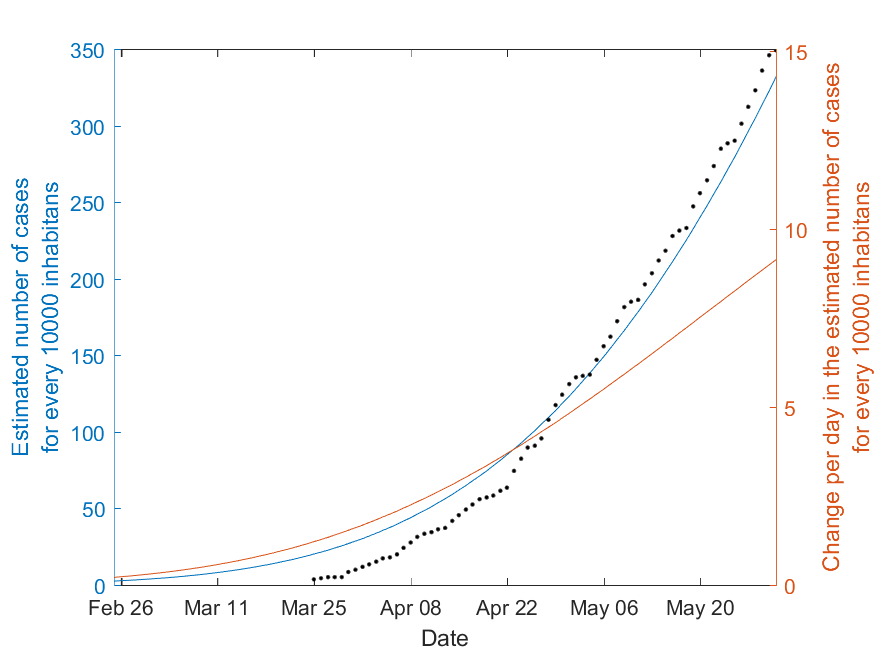 350
300
250
200
150
100
50
0
Estimated number of cases
for every 10000 inhabitans
15
10
5
0
Change per day in the estimated number of cases
for every 10000 inhabitans
Feb 26 Mar 11 Mar 25 Apr 08 Apr 22 May 06 May 20
Date